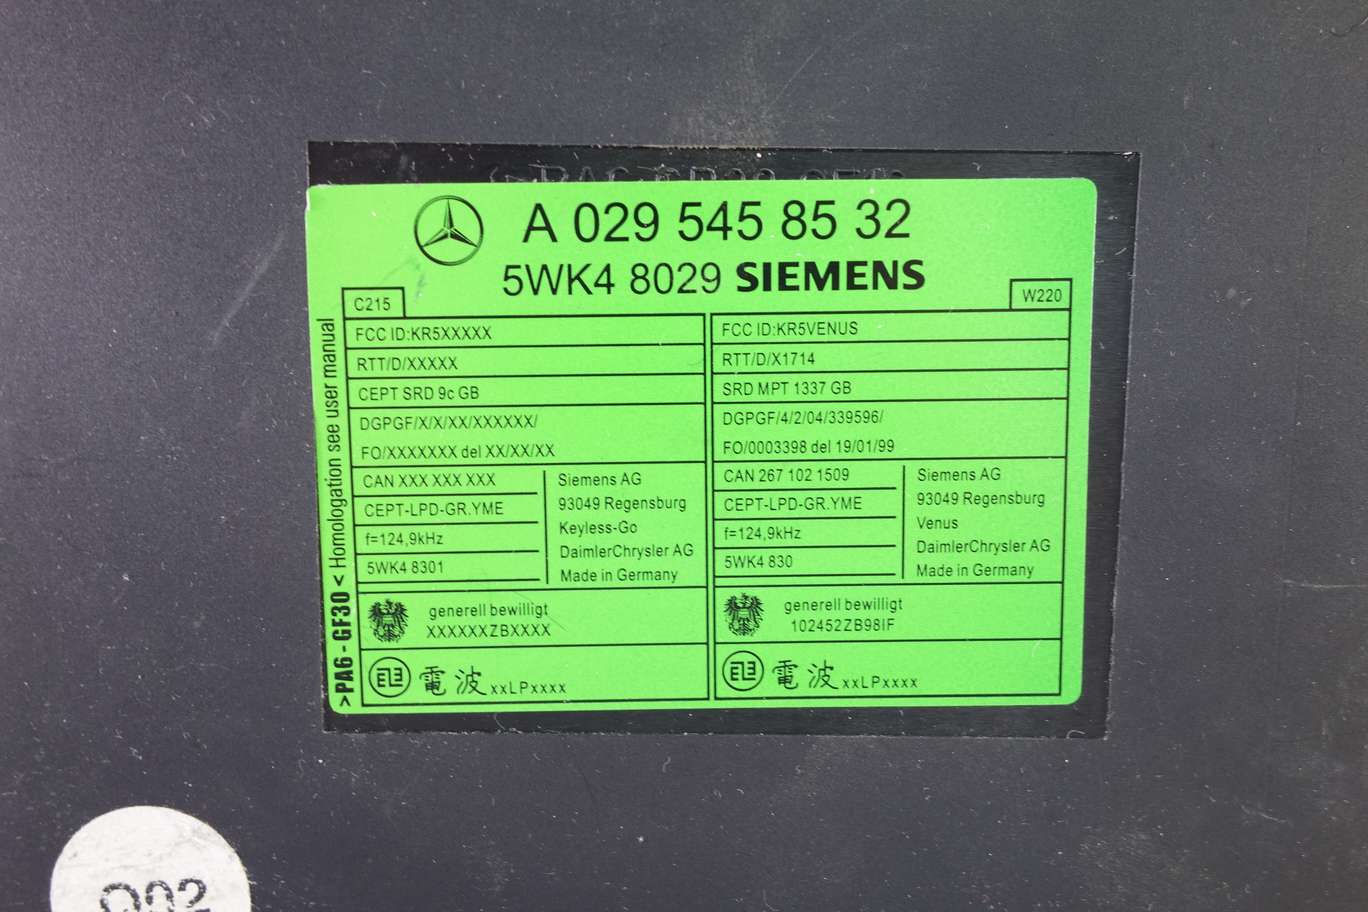 A 029 545 85 32
5WK4 8029 SIEMENS
C215
FCC ID:KR5XXXXX
RTT/D/XXXXX
CEPT SRD 9c GB
DGPGF/X/X/XX/XXXXXX/
FO/XXXXXXX del XX/XX/XX
CAN XXX XXX XXX
CEPT-LPD-GR.YME
f=124,9kHz
5WK4 8301
Siemens AG
93049 Regensburg
Keyless-Go
DaimlerChrysler AG
Made in Germany
generell bewilligt
XXXXXXZBXXXX
電波xxLPxxxx
W220
FCC ID:KR5VENUS
RTT/D/X1714
SRD MPT 1337 GB
DGPGF/4/2/04/339596/
FO/0003398 del 19/01/99
CAN 267 102 1509
CEPT-LPD-GR.YME
f=124,9kHz
5WK4 830
Siemens AG
93049 Regensburg
Venus
DaimlerChrysler AG
Made in Germany
generell bewilligt
102452ZB98IF
電波xxLPxxxx
>PA6 - GF30< Homologation see user manual